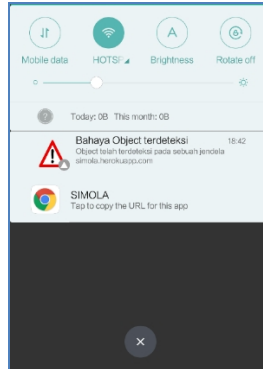 Mobile data HOTSF Brightness Rotate off
Today: 0B This month: 0B
Bahaya Object terdeteksi 18:42
Object telah terdeteksi pada sebuah jendela
simola.herokuapp.com
SIMOLA
Tap to copy the URL for this app